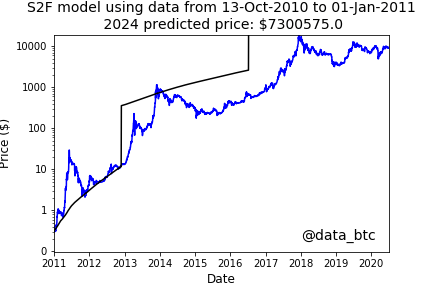 S2F model using data from 13-Oct-2010 to 01-Jan-2011
2024 predicted price: $7300575.0
10000
1000
100
10
1
0
Price ($)
@data_btc
2011 2012 2013 2014 2015 2016 2017 2018 2019 2020
Date